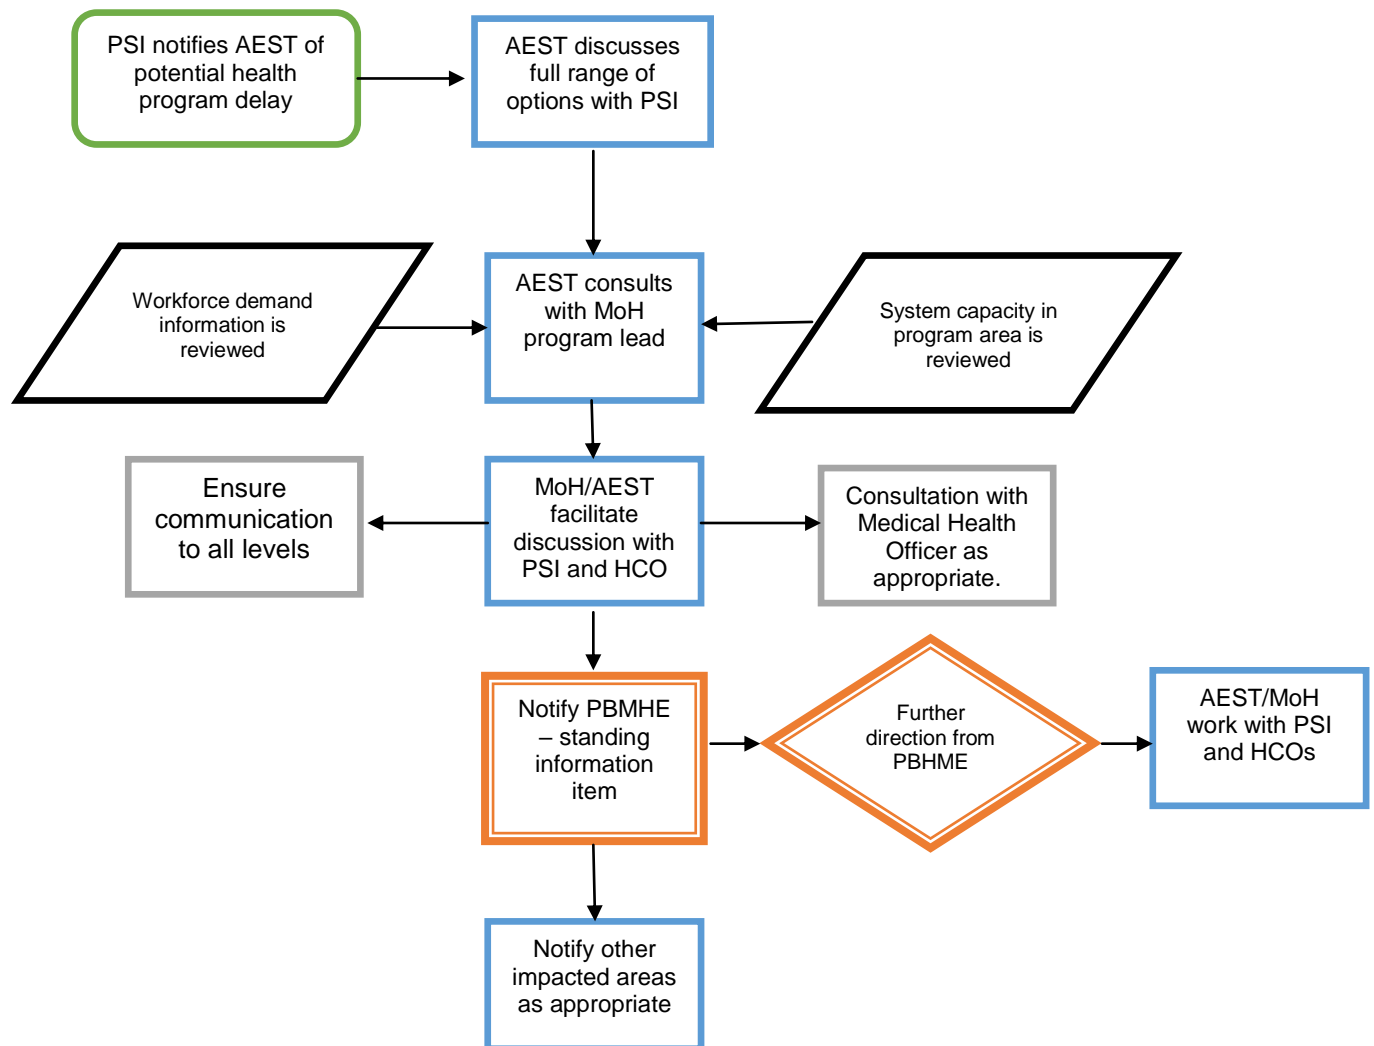 PSI notifies AEST of
potential health
program delay
AEST discusses
full range of
options with PSI
Workforce demand
information is
reviewed
AEST consults
with MoH
program lead
System capacity in
program area is
reviewed
Ensure
communication
to all levels
MoH/AEST
facilitate
discussion with
PSI and HCO
Consultation with
Medical Health
Officer as
appropriate.
Notify PBMHE
– standing
information
item
Further
direction from
PBHME
AEST/MoH
work with PSI
and HCOs
Notify other
impacted areas
as appropriate